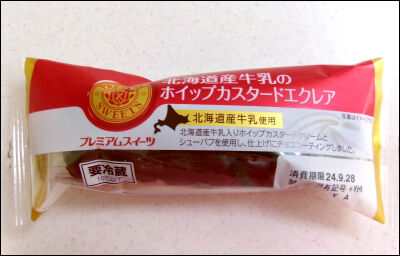 北海道産牛乳の
ホイップカスタードエクレア
SWEETS
北海道産牛乳使用
プレミアムスイーツ
北海道産牛乳入りホイップカスタードクリームと
シューパフを使用し、仕上げにチョココーティングしました。
要冷蔵
消費期限24.9.28